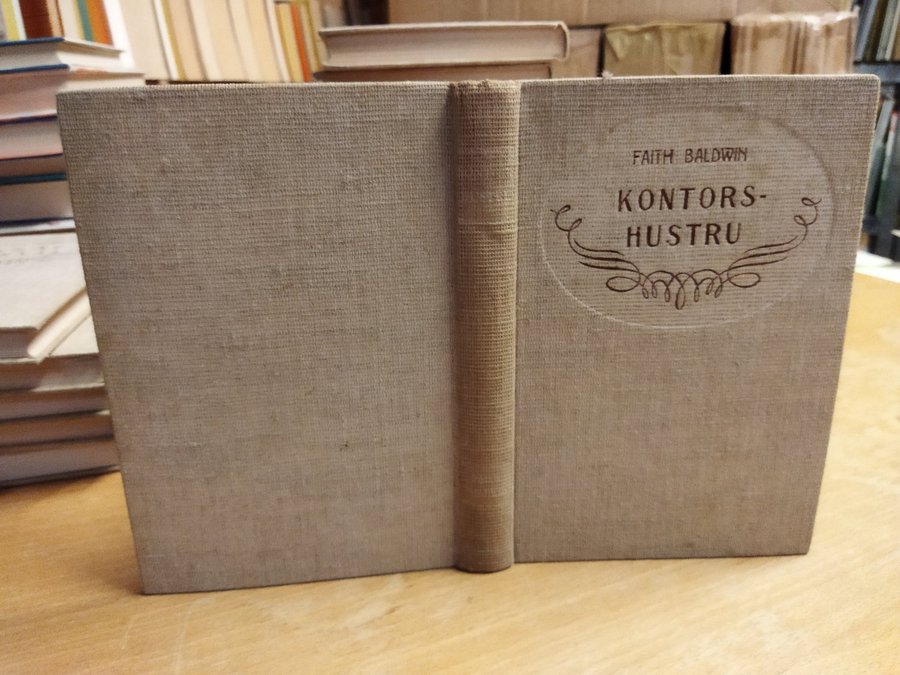 FAITH BALDWIN
KONTORS-
HUSTRU